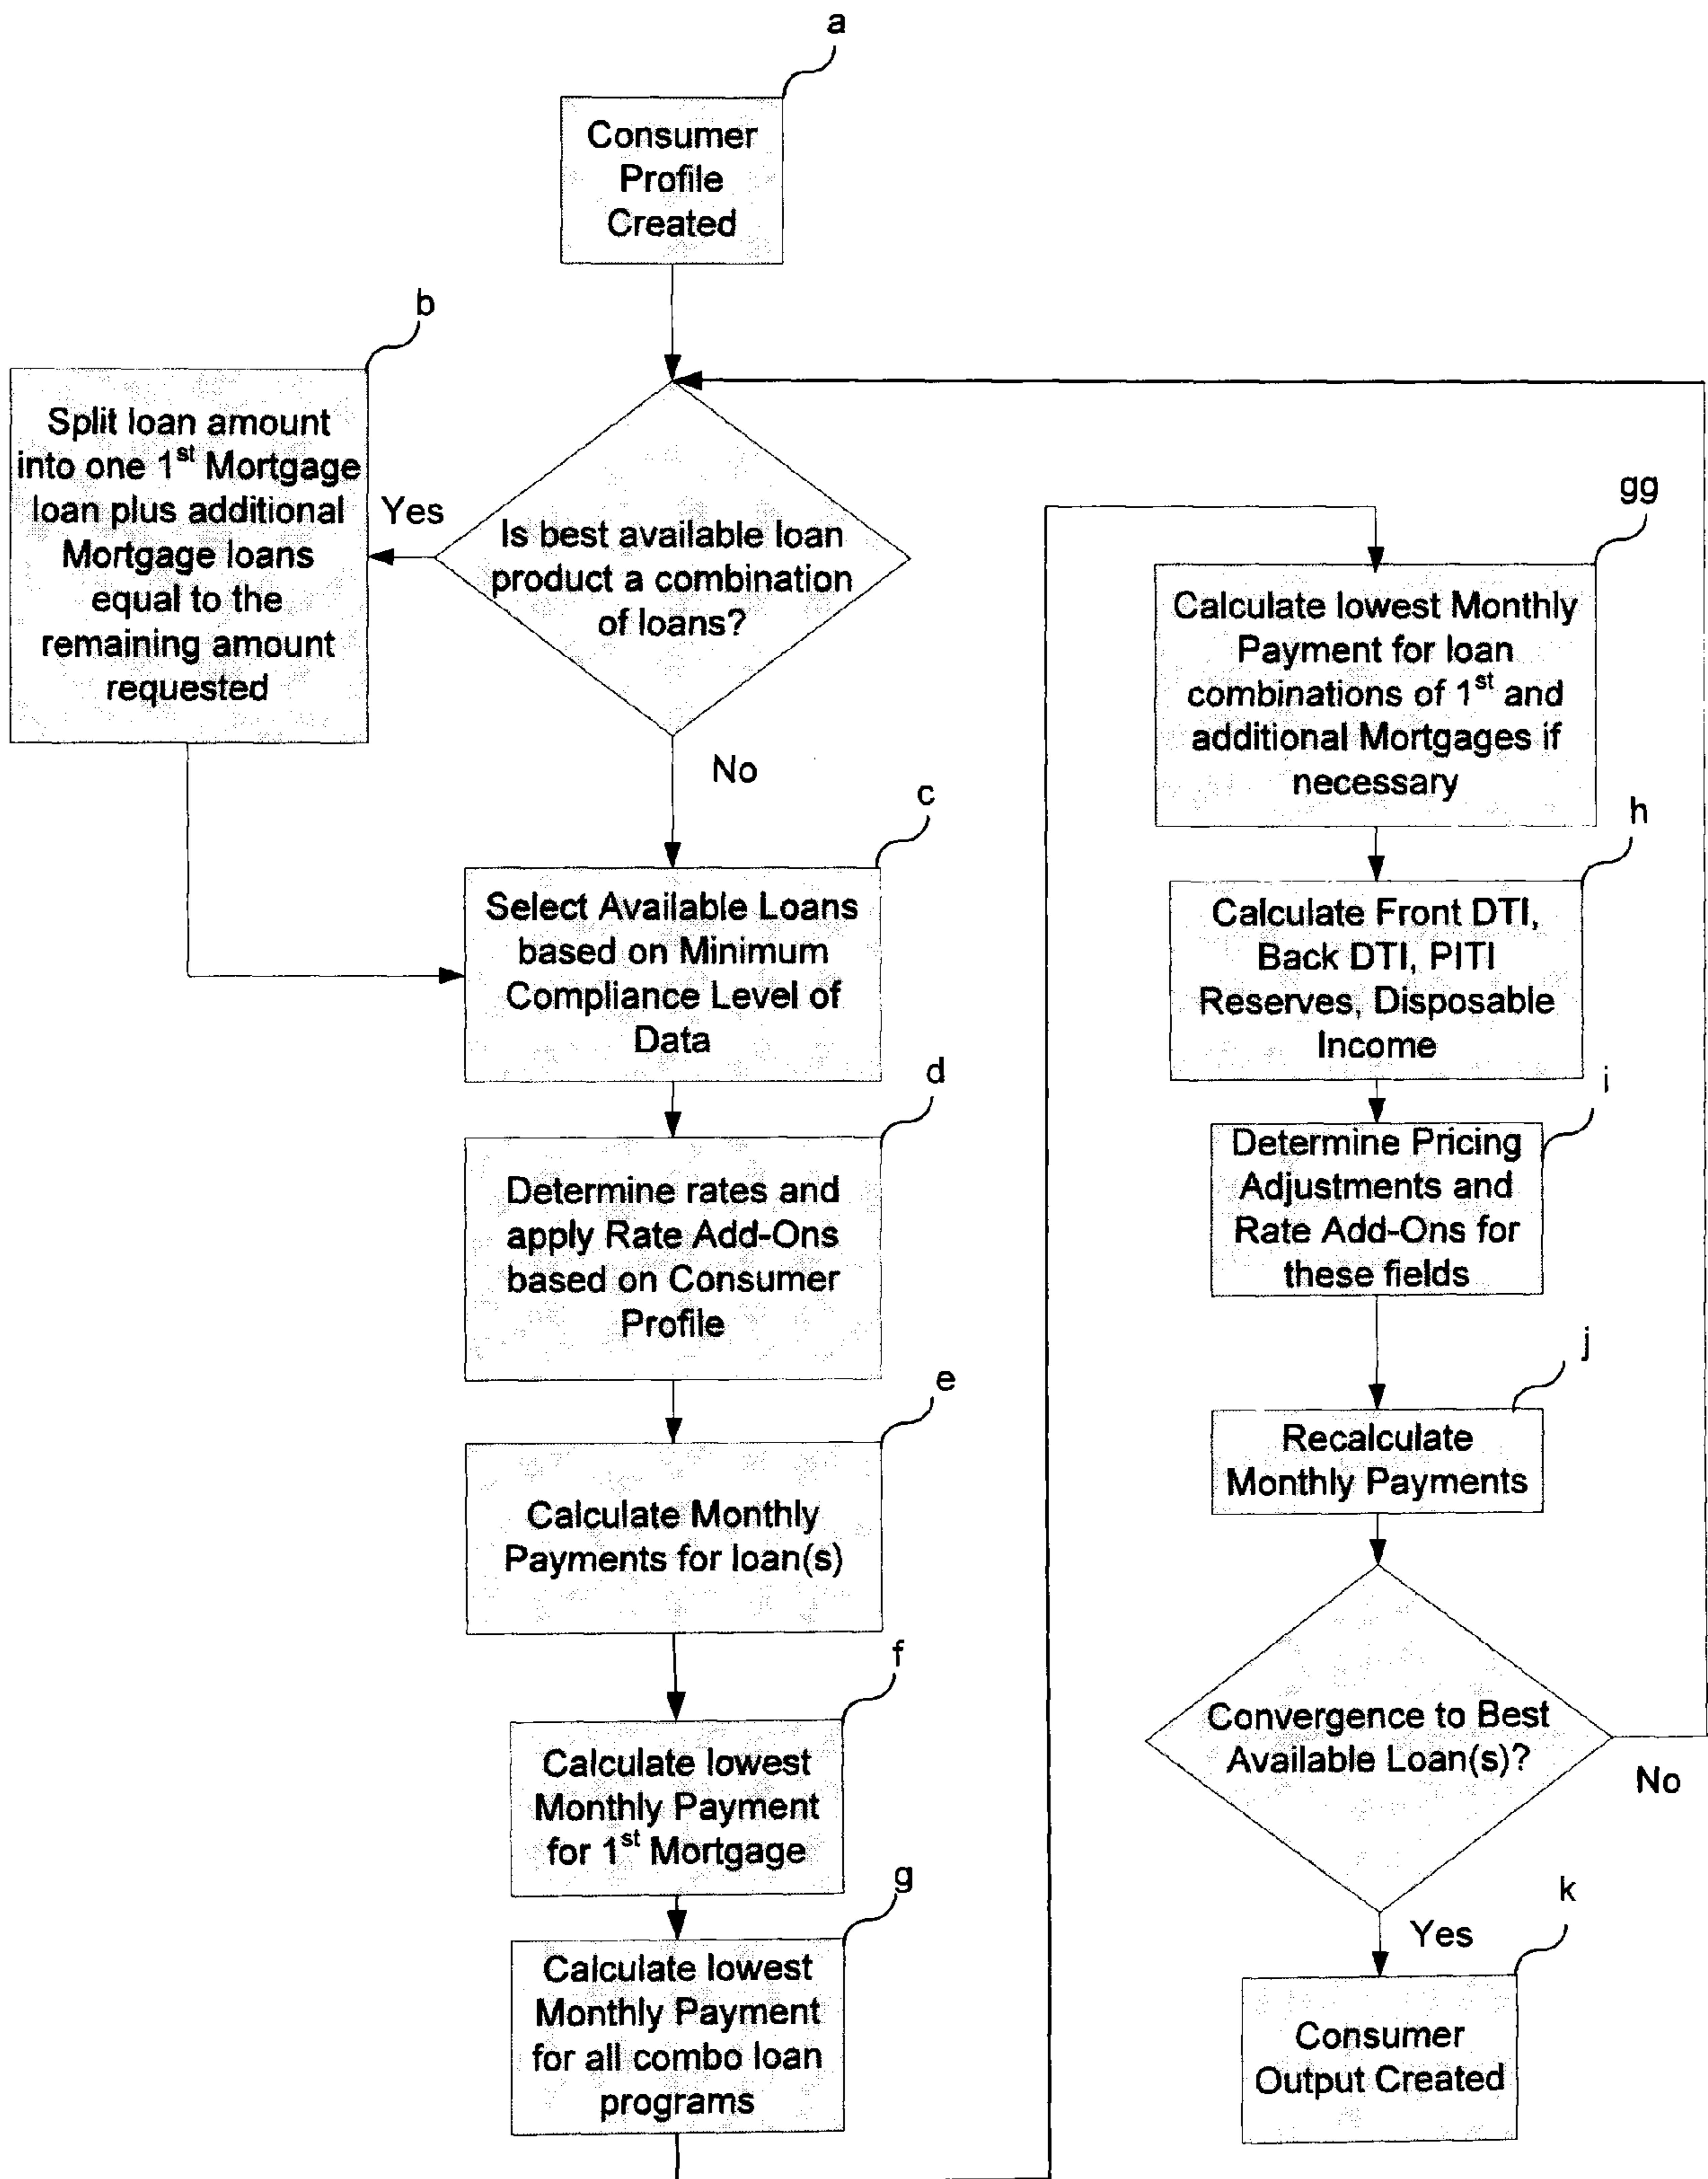 a
Consumer
Profile
Created
b
Split loan amount
into one 1st Mortgage
loan plus additional
Mortgage loans
equal to the
remaining amount
requested
Yes
Is best available loan
product a combination
of loans?
No
c
Select Available Loans
based on Minimum
Compliance Level of
Data
d
Determine rates and
apply Rate Add-Ons
based on Consumer
Profile
e
Calculate Monthly
Payments for loan(s)
f
Calculate lowest
Monthly Payment
for 1st Mortgage
g
Calculate lowest
Monthly Payment
for all combo loan
programs
gg
Calculate lowest Monthly
Payment for loan
combinations of 1st and
additional Mortgages if
necessary
h
Calculate Front DTI,
Back DTI, PITI
Reserves, Disposable
Income
i
Determine Pricing
Adjustments and
Rate Add-Ons for
these fields
j
Recalculate
Monthly Payments
Convergence to Best
Available Loan(s)?
No
Yes
k
Consumer
Output Created